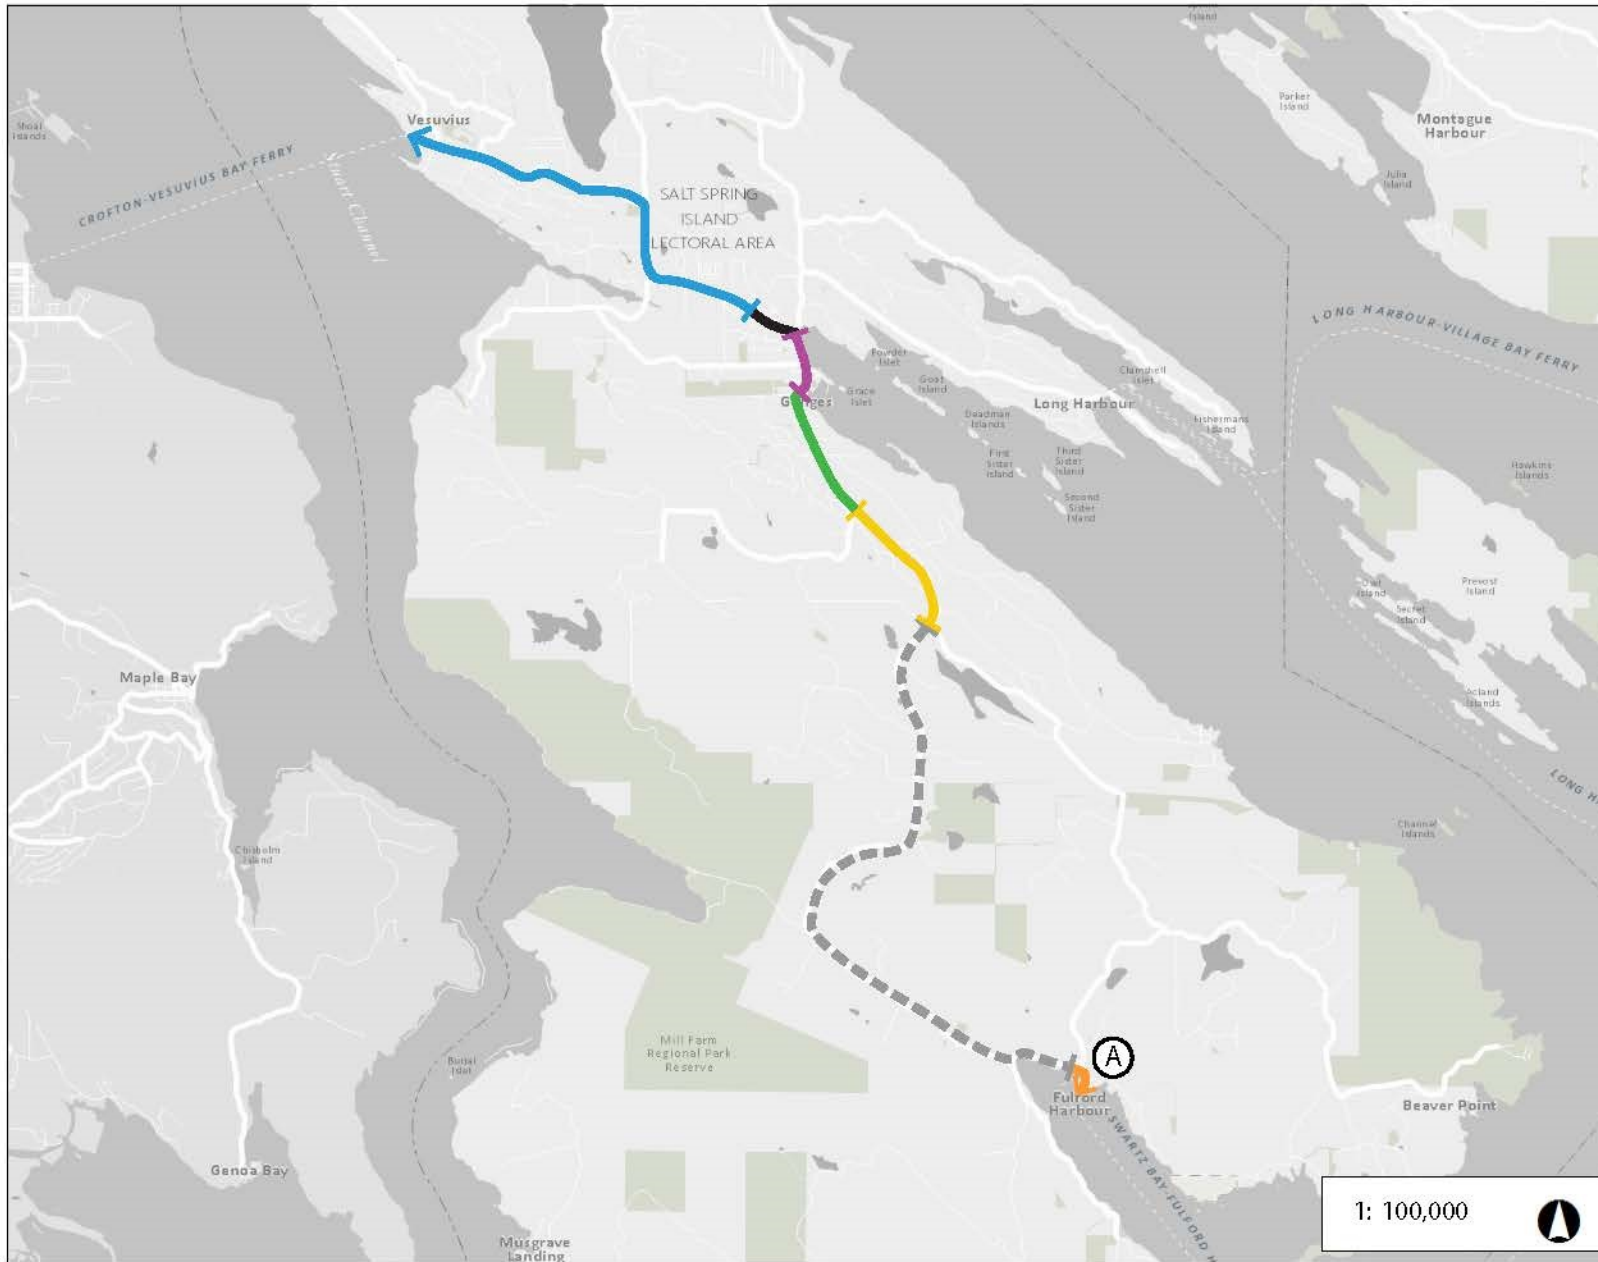 Island
Parker
Island
Montague
Harbour
Shoal
Islands
Vesuvius
CROFTON-VESUVIUS BAY FERRY
Stuart Channel
Julia
Island
SALT SPRING
ISLAND
LECTORAL AREA
LONG HARBOUR-VILLAGE BAY FERRY
Powder
Islet
Goat
Island
Grace
Islet
Clamshell
Islet
Ganges
Long Harbour
Deadman
Islands
Fishermans
Island
First
Sister
Island
Third
Sister
Island
Second
Sister
Island
Hawkins
Islands
Owl
Island
Secret
Island
Prevost
Island
Acland
Islands
Maple Bay
LONG H
Channel
Islands
Chisholm
Island
Mill Farm
Regional Park
Reserve
Burial
Islet
A
Fulford
Harbour
Beaver Point
SWARTZ BAY-FULFORD H
Genoa Bay
Musgrave
Landing
1: 100,000